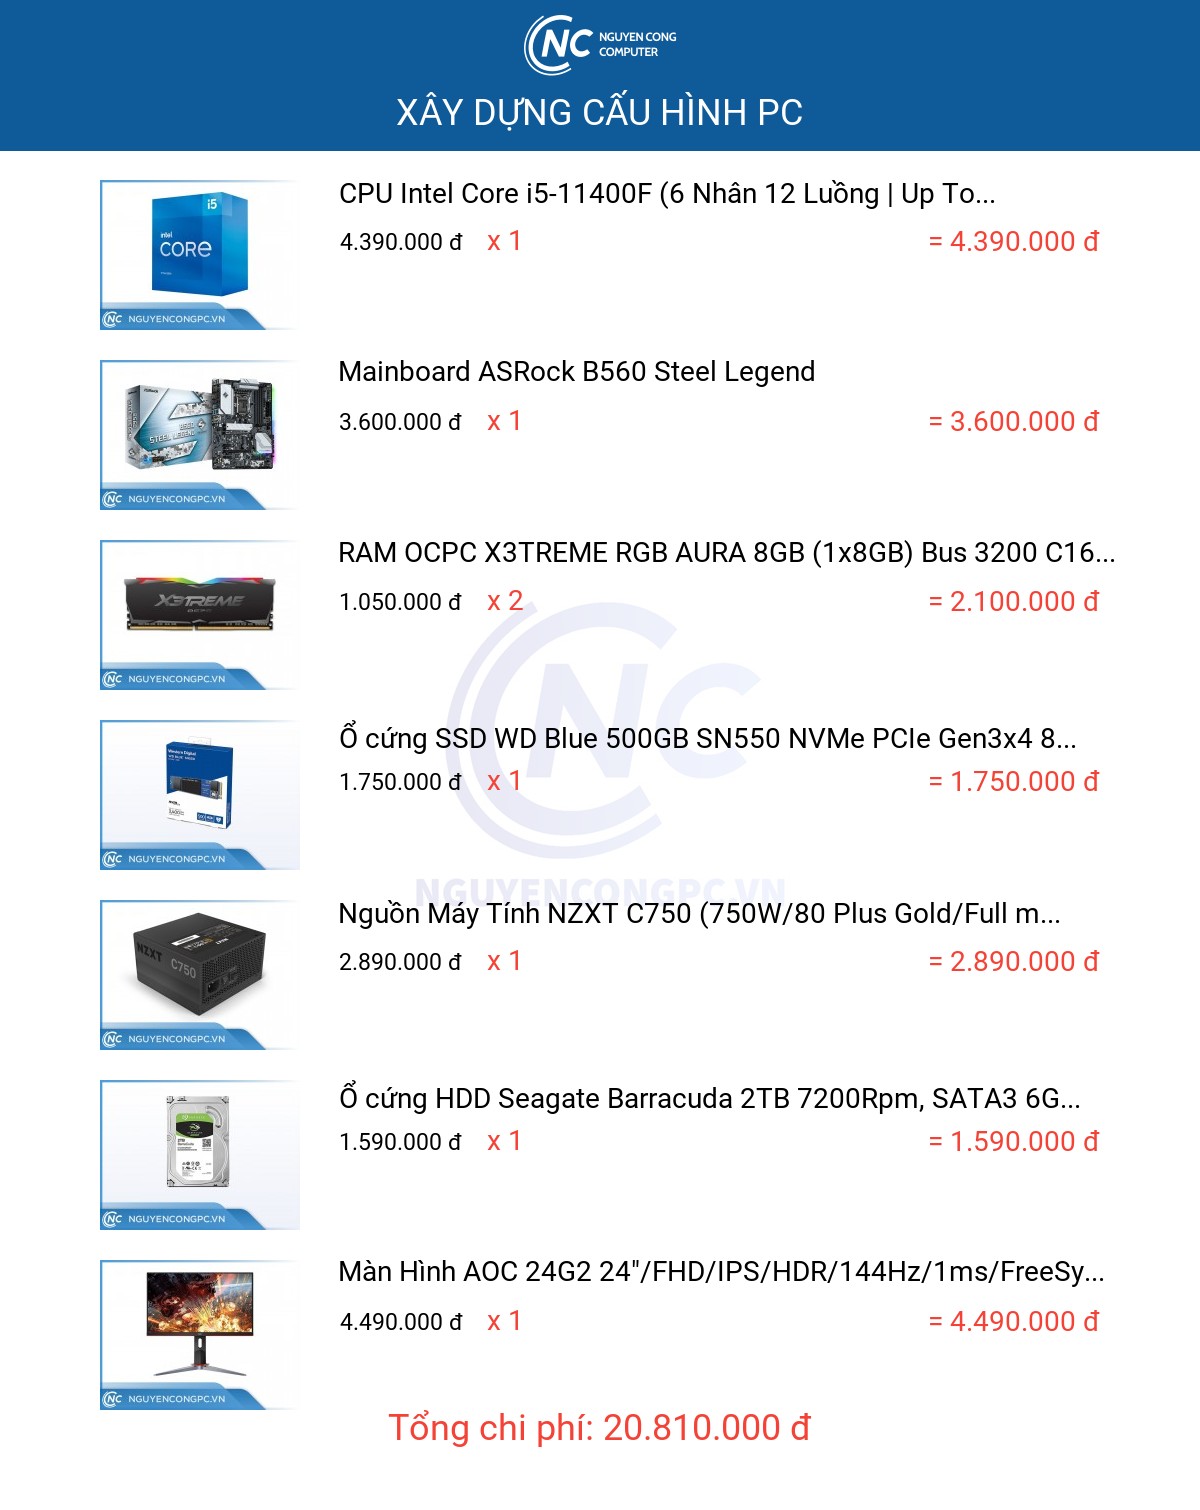 NC NGUYEN CONG
COMPUTER
XÂY DỰNG CẤU HÌNH PC
i5
intel
CORE
NC NGUYENCONGPC.VN
CPU Intel Core i5-11400F (6 Nhân 12 Luồng | Up To...
4.390.000 đ x 1 = 4.390.000 đ
B560
STEEL LEGEND
NC NGUYENCONGPC.VN
Mainboard ASRock B560 Steel Legend
3.600.000 đ x 1 = 3.600.000 đ
X3TREME
OCPC
NC NGUYENCONGPC.VN
RAM OCPC X3TREME RGB AURA 8GB (1x8GB) Bus 3200 C16...
1.050.000 đ x 2 = 2.100.000 đ
NC
NGUYENCONGPC.VN
Western Digital
NC NGUYENCONGPC.VN
Ổ cứng SSD WD Blue 500GB SN550 NVMe PCIe Gen3x4 8...
1.750.000 đ x 1 = 1.750.000 đ
NZXT
C750
NC NGUYENCONGPC.VN
Nguồn Máy Tính NZXT C750 (750W/80 Plus Gold/Full m...
2.890.000 đ x 1 = 2.890.000 đ
NC NGUYENCONGPC.VN
Ổ cứng HDD Seagate Barracuda 2TB 7200Rpm, SATA3 6G...
1.590.000 đ x 1 = 1.590.000 đ
NC NGUYENCONGPC.VN
Màn Hình AOC 24G2 24"/FHD/IPS/HDR/144Hz/1ms/FreeSy...
4.490.000 đ x 1 = 4.490.000 đ
Tổng chi phí: 20.810.000 đ